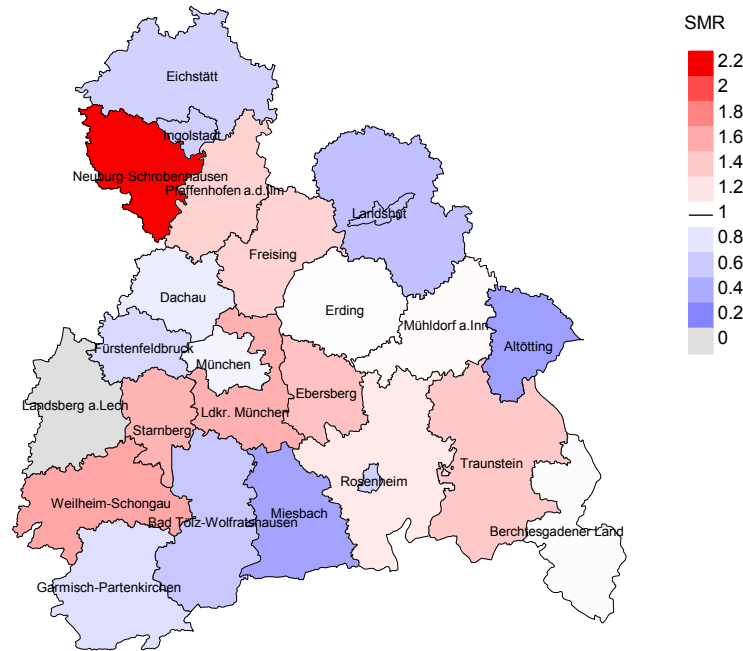 SMR
2.2
2
1.8
1.6
1.4
1.2
1
0.8
0.6
0.4
0.2
0
Eichstätt
Ingolstadt
Neuburg-Schrobenhausen
Pfaffenhofen a.d.Ilm
Landshut
Freising
Dachau
Erding
Mühldorf a.Inn
Altötting
Fürstenfeldbruck
München
Ebersberg
Landsberg a.Lech
Ldkr. München
Starnberg
Traunstein
Rosenheim
Weilheim-Schongau
Miesbach
Bad Tölz-Wolfratshausen
Berchtesgadener Land
Garmisch-Partenkirchen